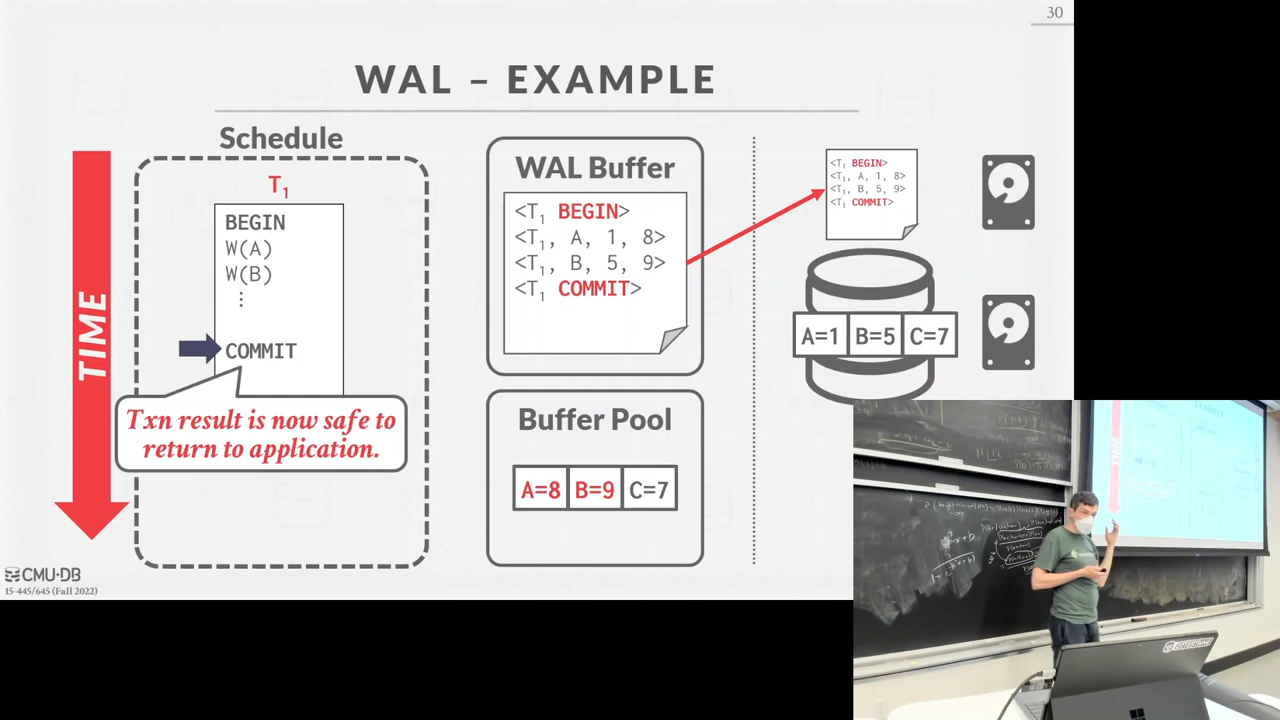 30
WAL – EXAMPLE
Schedule
TIME
T1
BEGIN
W(A)
W(B)
⋮
COMMIT
Txn result is now safe to
return to application.
WAL Buffer
<T1 BEGIN>
<T1, A, 1, 8>
<T1, B, 5, 9>
<T1 COMMIT>
Buffer Pool
A=8 B=9 C=7
<T1 BEGIN>
<T1, A, 1, 8>
<T1, B, 5, 9>
<T1 COMMIT>
A=1 B=5 C=7
CMU·DB
15-445/645 (Fall 2022)
TIME